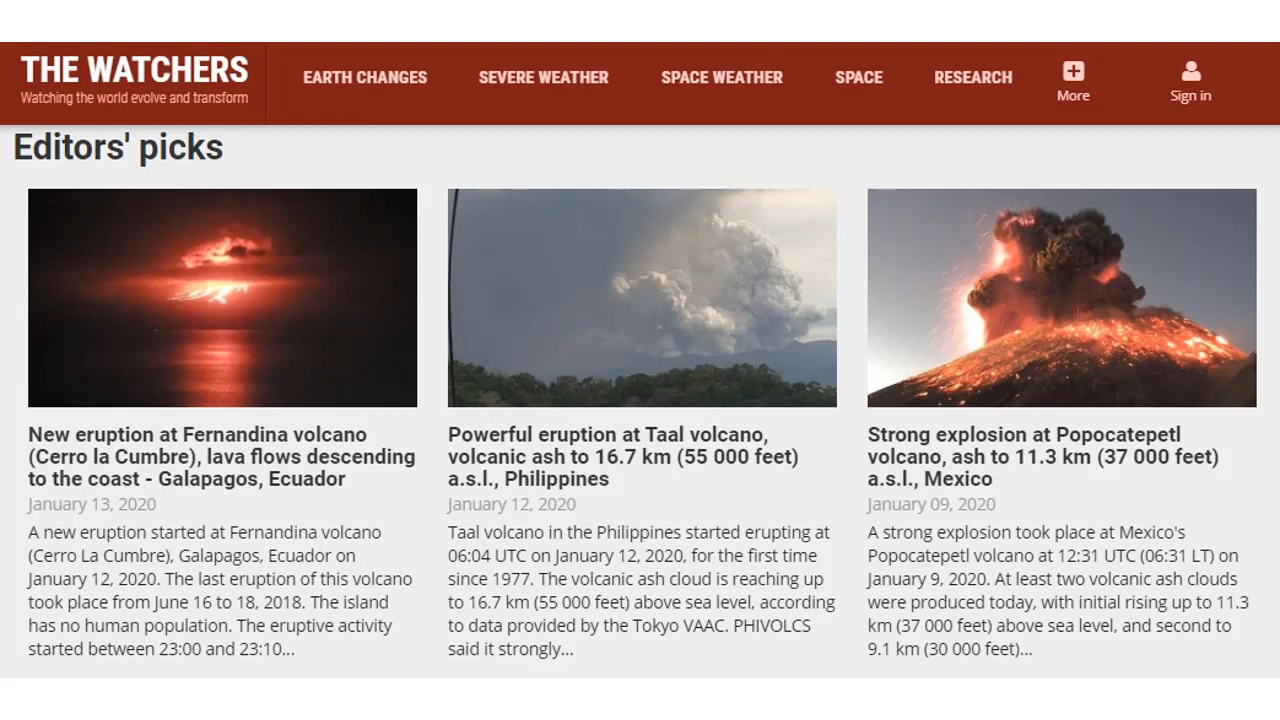 THE WATCHERS
Watching the world evolve and transform
EARTH CHANGES
SEVERE WEATHER
SPACE WEATHER
SPACE
RESEARCH
More
Sign in
Editors' picks
New eruption at Fernandina volcano
(Cerro la Cumbre), lava flows descending
to the coast - Galapagos, Ecuador
January 13, 2020
A new eruption started at Fernandina volcano
(Cerro La Cumbre), Galapagos, Ecuador on
January 12, 2020. The last eruption of this volcano
took place from June 16 to 18, 2018. The island
has no human population. The eruptive activity
started between 23:00 and 23:10...
Powerful eruption at Taal volcano,
volcanic ash to 16.7 km (55 000 feet)
a.s.l., Philippines
January 12, 2020
Taal volcano in the Philippines started erupting at
06:04 UTC on January 12, 2020, for the first time
since 1977. The volcanic ash cloud is reaching up
to 16.7 km (55 000 feet) above sea level, according
to data provided by the Tokyo VAAC. PHIVOLCS
said it strongly...
Strong explosion at Popocatepetl
volcano, ash to 11.3 km (37 000 feet)
a.s.l., Mexico
January 09, 2020
A strong explosion took place at Mexico's
Popocatepetl volcano at 12:31 UTC (06:31 LT) on
January 9, 2020. At least two volcanic ash clouds
were produced today, with initial rising up to 11.3
km (37 000 feet) above sea level, and second to
9.1 km (30 000 feet)...